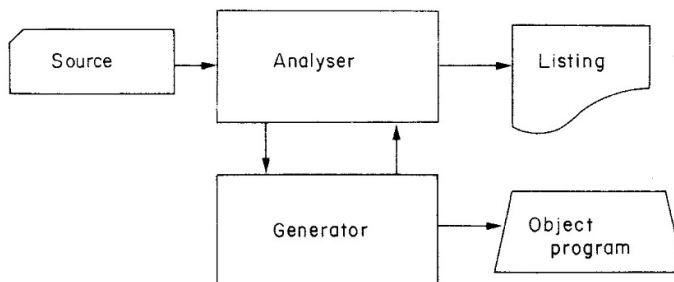 Source
Analyser
Listing
Generator
Object
program